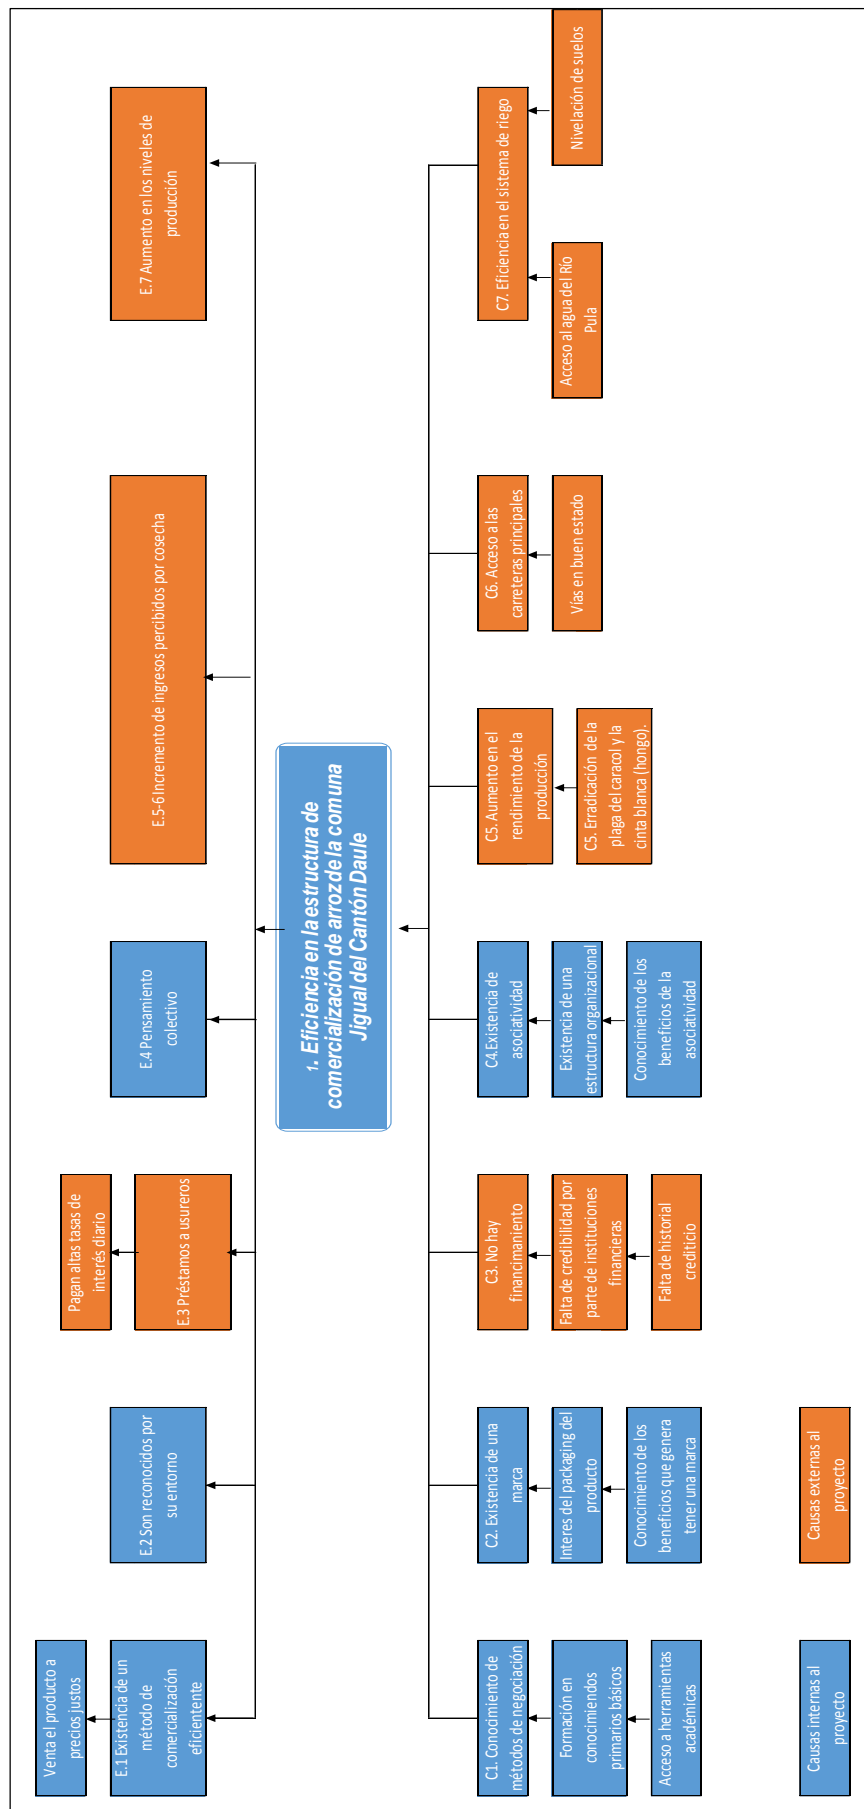 Venta el producto a
precios justos
E.1 Existencia de un
método de
comercialización
eficientente
E.2 Son reconocidos por
su entorno
Pagan altas tasas de
interés diario
E.3 Préstamos a usureros
E.4 Pensamiento
colectivo
E.5-6 Incremento de ingresos percibidos por cosecha
E.7 Aumento en los niveles de
producción
1. Eficiencia en la estructura de
comercialización de arroz de la comuna
Jigual del Cantón Daule
C1. Conocimiento de
métodos de negociación
Formación en
conocimiendos
primarios básicos
Acceso a herramientas
académicas
C2. Existencia de una
marca
Interes del packaging del
producto
Conocimiento de los
beneficios que genera
tener una marca
C3. No hay
financimaniento
Falta de credibilidad por
parte de instituciones
financieras
Falta de historial
crediticio
C4.Existencia de
asociatividad
Existencia de una
estructura organizacional
Conocimiento de los
beneficios de la
asociatividad
C5. Aumento en el
rendimiento de la
producción
C5. Erradicación de la
plaga del caracol y la
cinta blanca (hongo).
C6. Acceso a las
carreteras principales
Vías en buen estado
C7. Eficiencia en el sistema de riego
Acceso al agua del Río
Pula
Nivelación de suelos
Causas internas al
proyecto
Causas externas al
proyecto